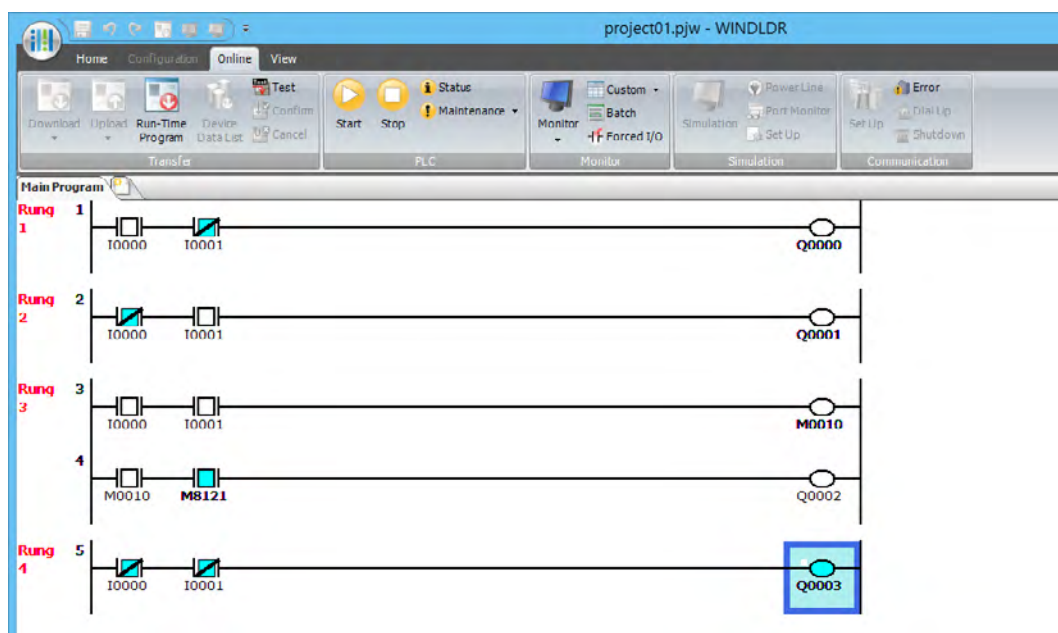 project01.pjw - WINDLDR
Home Configuration Online View
Download Upload Run-Time Program Device Data List Test Confirm Cancel
Start Stop Status Maintenance
Monitor Custom Batch Forced I/O
Simulation Power Line Port Monitor Set Up
Set Up Error Dial Up Shutdown
Transfer PLC Monitor Simulation Communication
Main Program
Rung 1 1
I0000 I0001 Q0000
Rung 2 2
I0000 I0001 Q0001
Rung 3 3
I0000 I0001 M0010
4
M0010 M8121 Q0002
Rung 4 5
I0000 I0001 Q0003